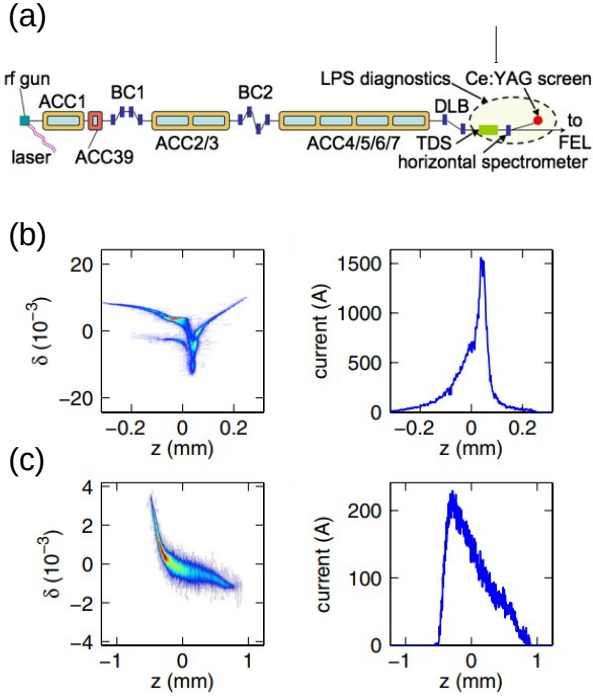 (a)
LPS diagnostics Ce:YAG screen
rf gun
ACC1
BC1
BC2
DLB
to
FEL
laser
ACC39
ACC2/3
ACC4/5/6/7
TDS
horizontal spectrometer
(b)
20
0
−20
δ (10⁻³)
−0.2 0 0.2
z (mm)
1500
1000
500
0
current (A)
−0.2 0 0.2
z (mm)
(c)
4
2
0
−2
−4
δ (10⁻³)
−1 0 1
z (mm)
200
100
0
current (A)
−1 0 1
z (mm)